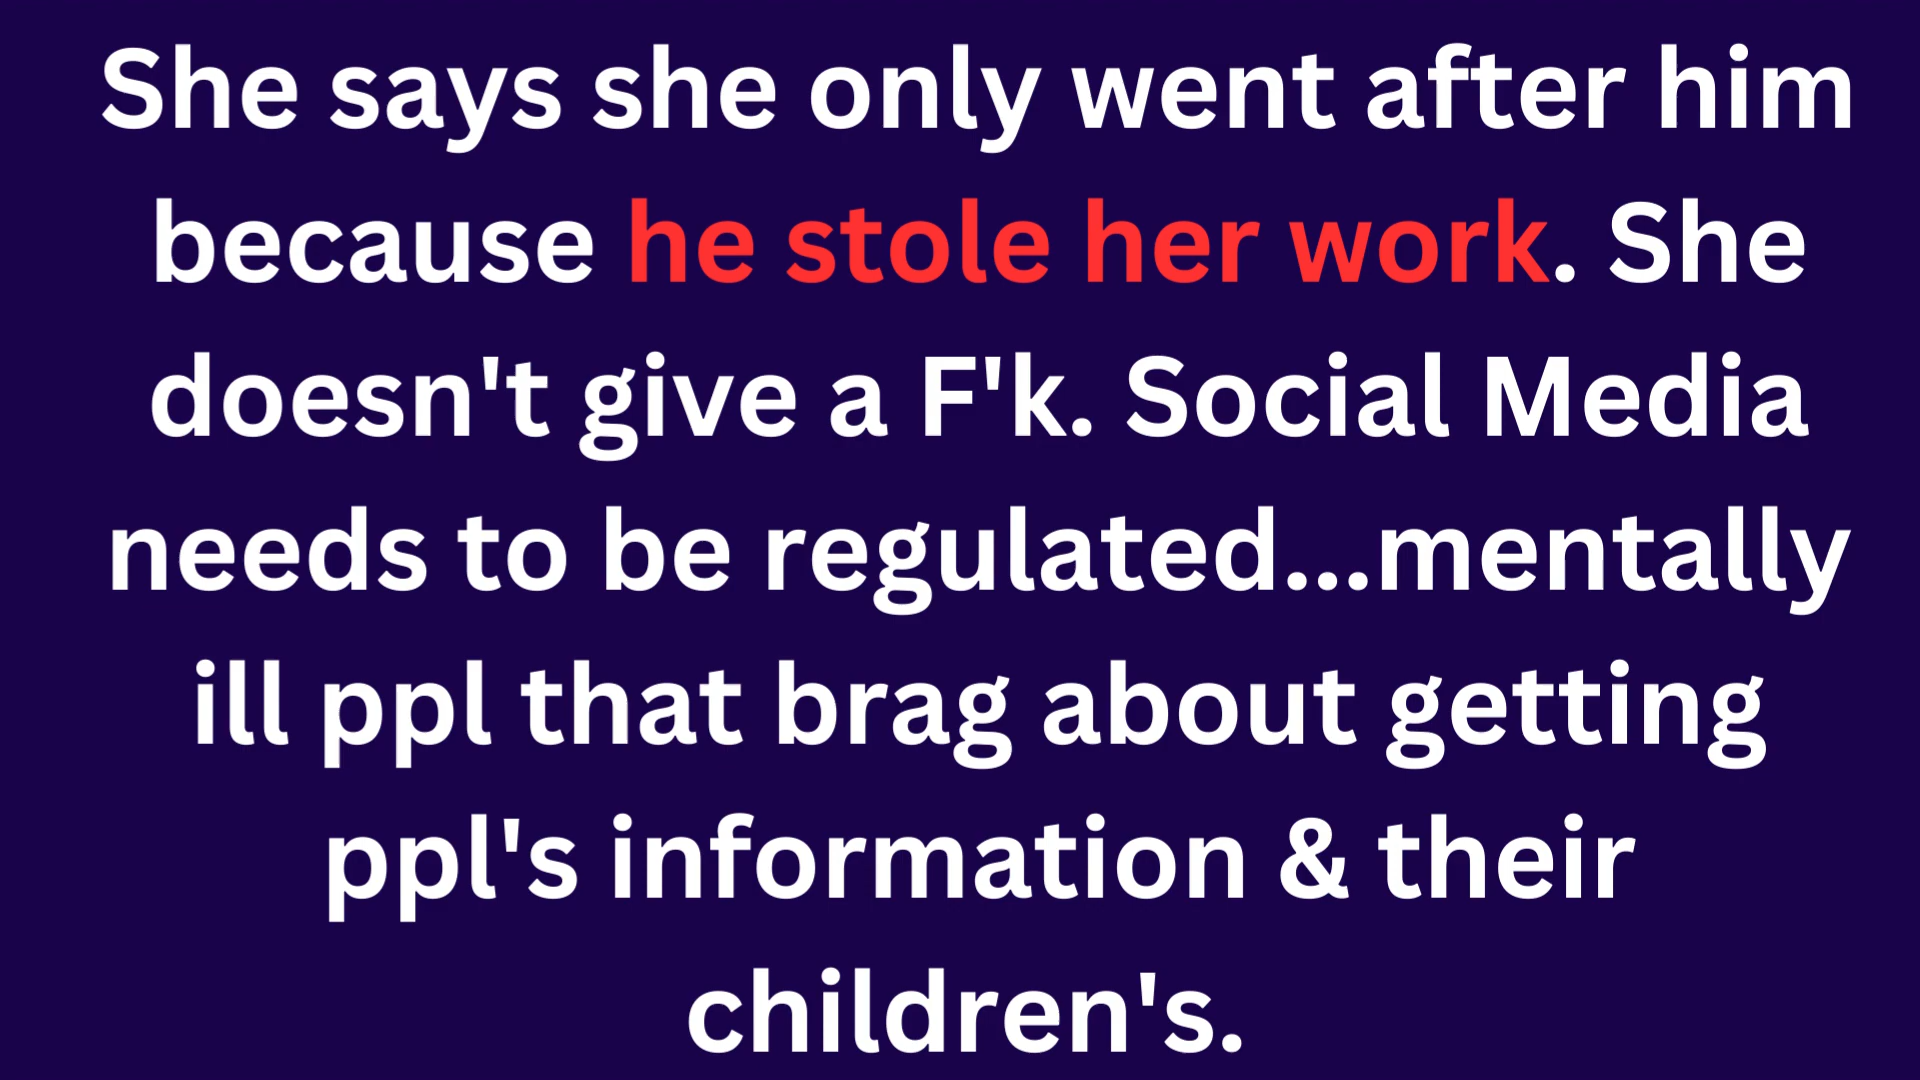 She says she only went after him
because he stole her work. She
doesn't give a F'k. Social Media
needs to be regulated...mentally
ill ppl that brag about getting
ppl's information & their
children's.